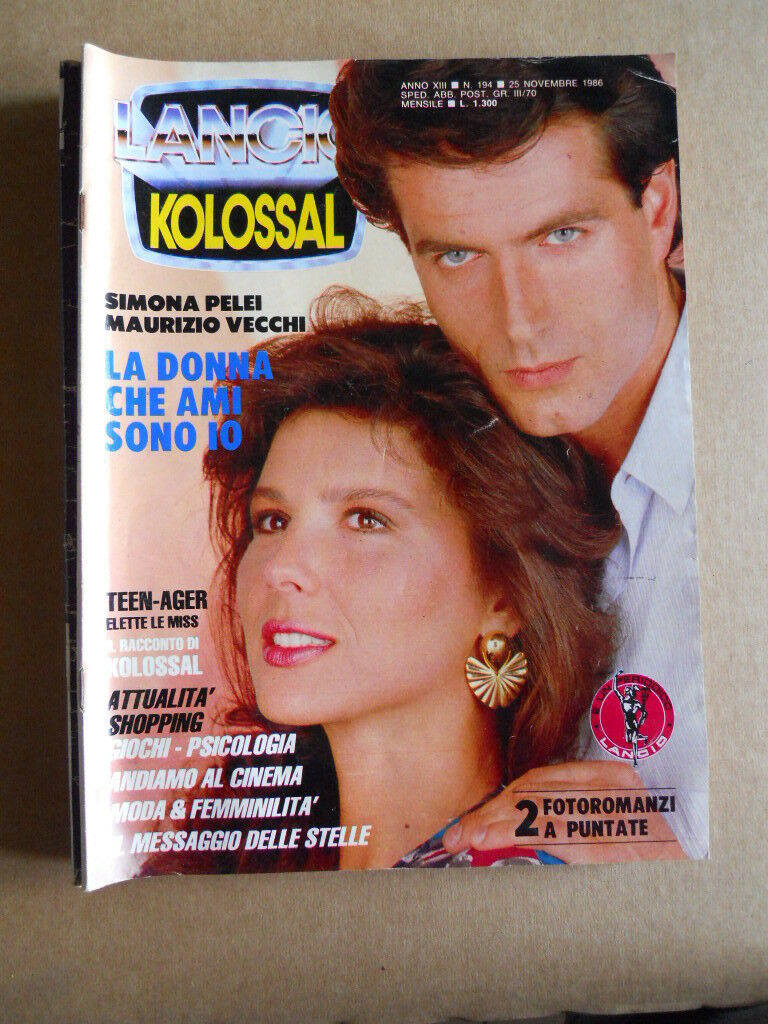 ANNO XIII ■ N. 194 ■ 25 NOVEMBRE 1986
SPED. ABB. POST. GR. III/70
MENSILE ■ L. 1.300
LANCIO
KOLOSSAL
SIMONA PELEI
MAURIZIO VECCHI
LA DONNA
CHE AMI
SONO IO
TEEN-AGER
ELETTE LE MISS
IL RACCONTO DI
KOLOSSAL
ATTUALITA'
SHOPPING
GIOCHI - PSICOLOGIA
ANDIAMO AL CINEMA
MODA & FEMMINILITA'
IL MESSAGGIO DELLE STELLE
LANCIO
2 FOTOROMANZI
A PUNTATE